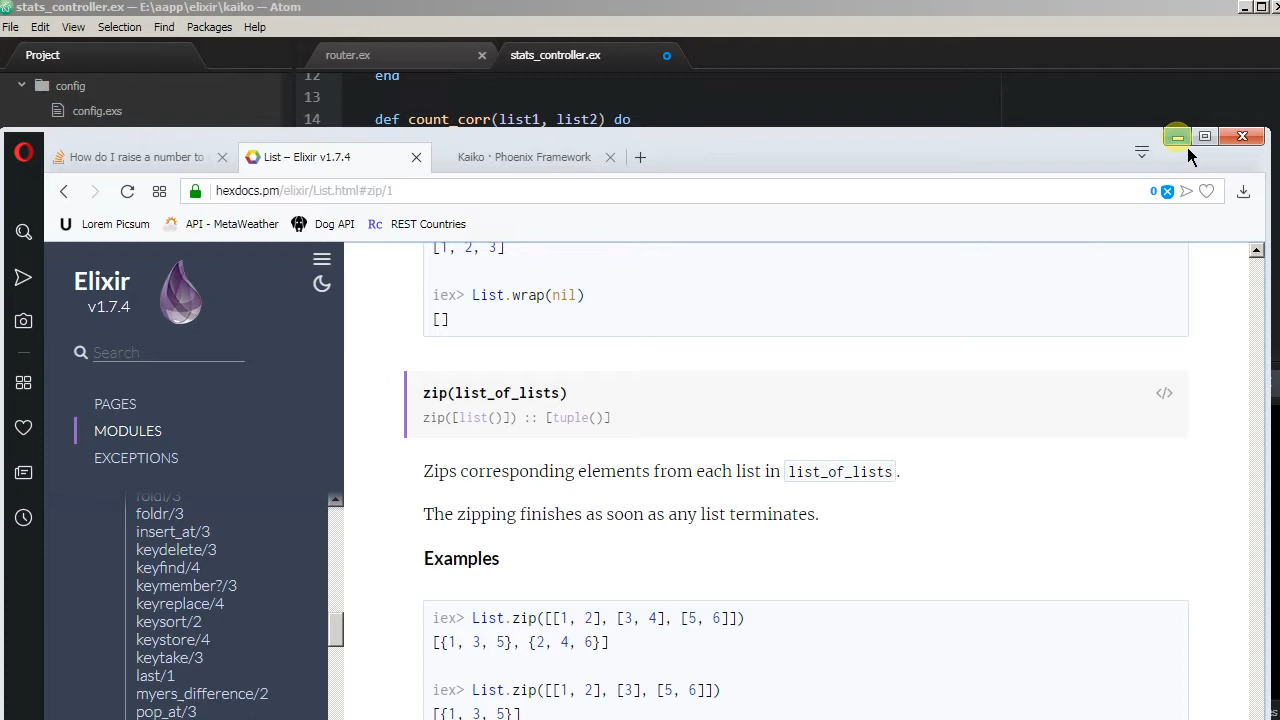 stats_controller.ex — E:\aapp\elixir\kaiko — Atom
File Edit View Selection Find Packages Help
Project
router.ex
stats_controller.ex
config
config.exs
12 end
13
14 def count_corr(list1, list2) do
How do I raise a number to
List – Elixir v1.7.4
Kaiko · Phoenix Framework
hexdocs.pm/elixir/List.html#zip/1
0
U Lorem Picsum
API - MetaWeather
Dog API
Rc REST Countries
Elixir
v1.7.4
Search
PAGES
MODULES
EXCEPTIONS
foldl/3
foldr/3
insert_at/3
keydelete/3
keyfind/4
keymember?/3
keyreplace/4
keysort/2
keystore/4
keytake/3
last/1
myers_difference/2
pop_at/3
[1, 2, 3]
iex> List.wrap(nil)
[]
zip(list_of_lists)
</>
zip([list()]) :: [tuple()]
Zips corresponding elements from each list in list_of_lists.
The zipping finishes as soon as any list terminates.
Examples
iex> List.zip([[1, 2], [3, 4], [5, 6]])
[{1, 3, 5}, {2, 4, 6}]
iex> List.zip([[1, 2], [3], [5, 6]])
[{1, 3, 5}]